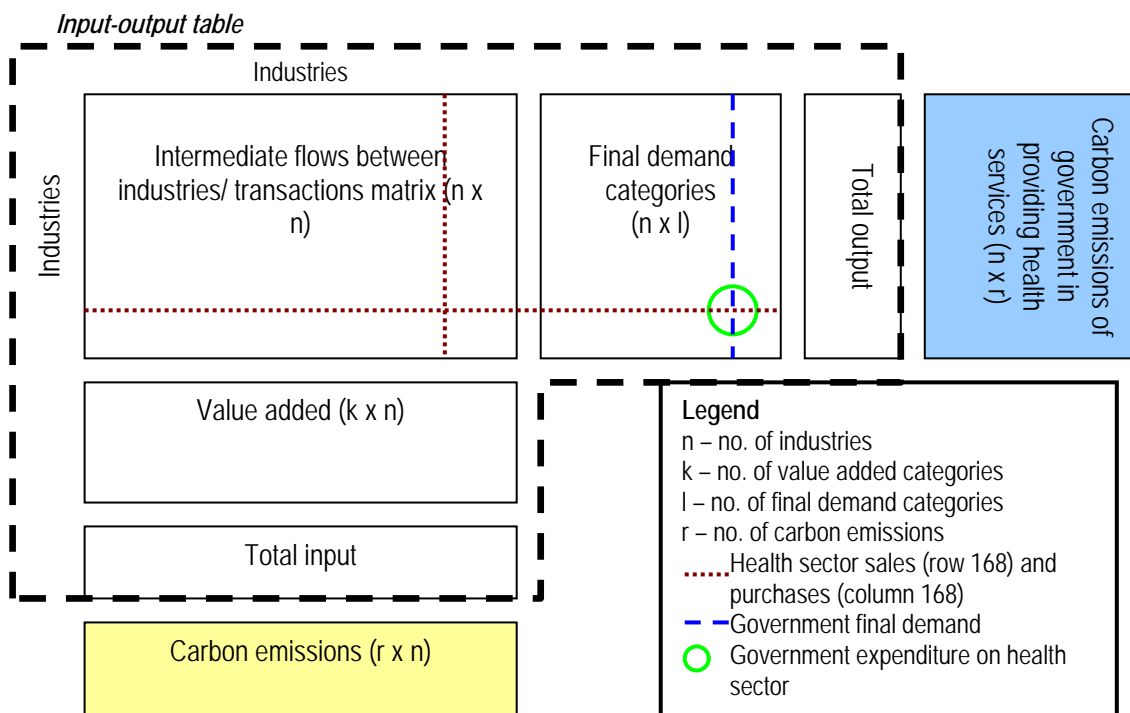 Input-output table
Industries
Industries
Intermediate flows between
industries/ transactions matrix (n x
n)
Final demand
categories
(n x l)
Total output
Carbon emissions of
government in
providing health
services (n x r)
Value added (k x n)
Total input
Carbon emissions (r x n)
Legend
n – no. of industries
k – no. of value added categories
l – no. of final demand categories
r – no. of carbon emissions
Health sector sales (row 168) and
purchases (column 168)
Government final demand
Government expenditure on health
sector